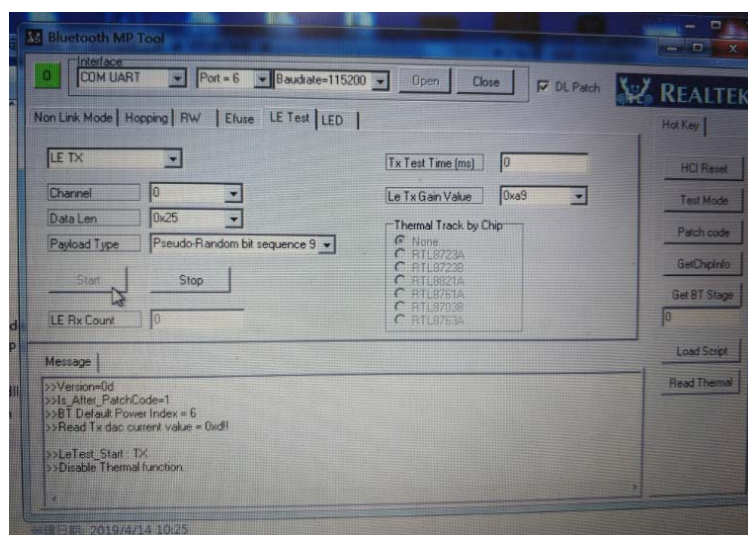 Bluetooth MP Tool
0
Interface
COM UART
Port = 6
Baudrate=115200
Open
Close
DL Patch
REALTEK
Non Link Mode
Hopping
RW
Efuse
LE Test
LED
Hot Key
LE TX
Tx Test Time (ms)
0
Channel
0
Le Tx Gain Value
0xa9
Data Len
0x25
Payload Type
Pseudo-Random bit sequence 9
Thermal Track by Chip
None
RTL8723A
RTL8723B
RTL8821A
RTL8761A
RTL8703B
RTL8763A
Start
Stop
LE Rx Count
0
HCI Reset
Test Mode
Patch code
GetChipInfo
Get BT Stage
0
Load Script
Read Thermal
Message
>>Version=0d
>>Is_After_PatchCode=1
>>BT Default Power Index = 6
>>Read Tx dac current value = 0xd!!
>>LeTest_Start : TX
>>Disable Thermal function
2019/4/14 10:25